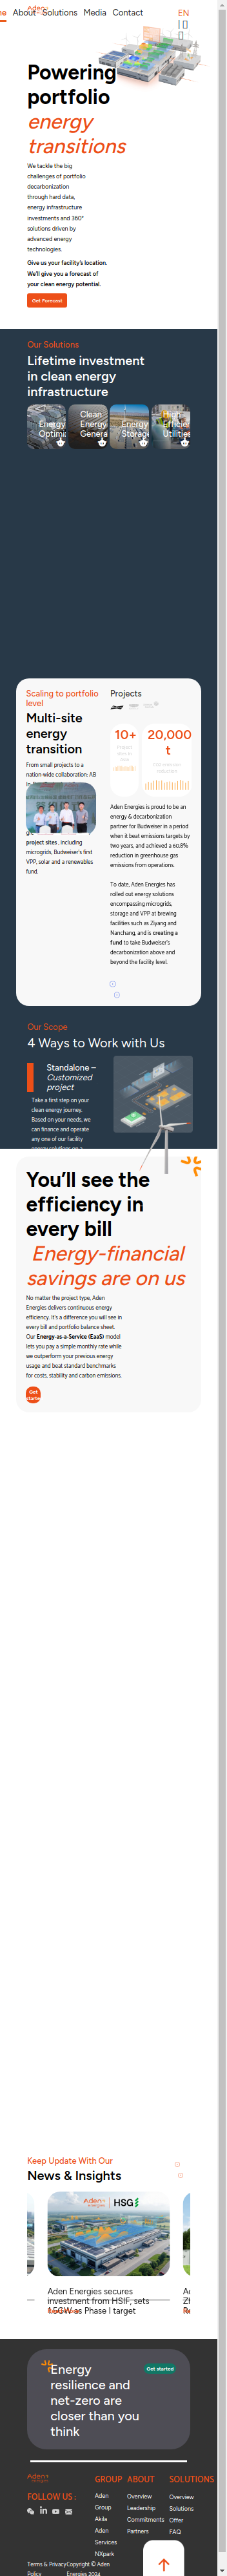 Aden
About
Solutions
Media
Contact
EN
Powering
portfolio
energy
transitions
We tackle the big
challenges of portfolio
decarbonization
through hard data,
energy infrastructure
investments and 360°
solutions driven by
advanced energy
technologies.
Give us your facility's location.
We'll give you a forecast of
your clean energy potential.
Get Forecast
Our Solutions
Lifetime investment
in clean energy
infrastructure
Energy
Optimi
Clean
Energy
Genera
Energy
Storag
High-
Efficien
Utilities
Scaling to portfolio
level
Multi-site
energy
transition
From small projects to a
nation-wide collaboration: AB
project sites, including
microgrids, Budweiser's first
VPP, solar and a renewables
fund.
Projects
10+
20,000
t
Aden Energies is proud to be an
energy & decarbonization
partner for Budweiser in a period
when it beat emissions targets by
two years, and achieved a 60.8%
reduction in greenhouse gas
emissions from operations.
To date, Aden Energies has
rolled out energy solutions
encompassing microgrids,
storage and VPP at brewing
facilities such as Ziyang and
Nanchang, and is creating a
fund to take Budweiser's
decarbonization above and
beyond the facility level.
Our Scope
4 Ways to Work with Us
Standalone –
Customized
project
Take a first step on your
clean energy journey.
Based on your needs, we
can finance and operate
any one of our facility
You'll see the
efficiency in
every bill
Energy-financial
savings are on us
No matter the project type, Aden
Energies delivers continuous energy
efficiency. It's a difference you will see in
every bill and portfolio balance sheet.
Our Energy-as-a-Service (EaaS) model
lets you pay a simple monthly rate while
we outperform your previous energy
usage and beat standard benchmarks
for costs, stability and carbon emissions.
Get
Keep Update With Our
News & Insights
Aden
HSG
Aden Energies secures
investment from HSIF, sets
1.5GW as Phase I target
Energy
resilience and
net-zero are
closer than you
think
Get started
Aden
FOLLOW US :
GROUP
Aden
Group
Akila
Aden
Services
NXpark
ABOUT
Overview
Leadership
Commitments
Partners
SOLUTIONS
Overview
Solutions
Offer
FAQ
Terms & Privacy
Policy
Copyright © Aden
Energies 2024